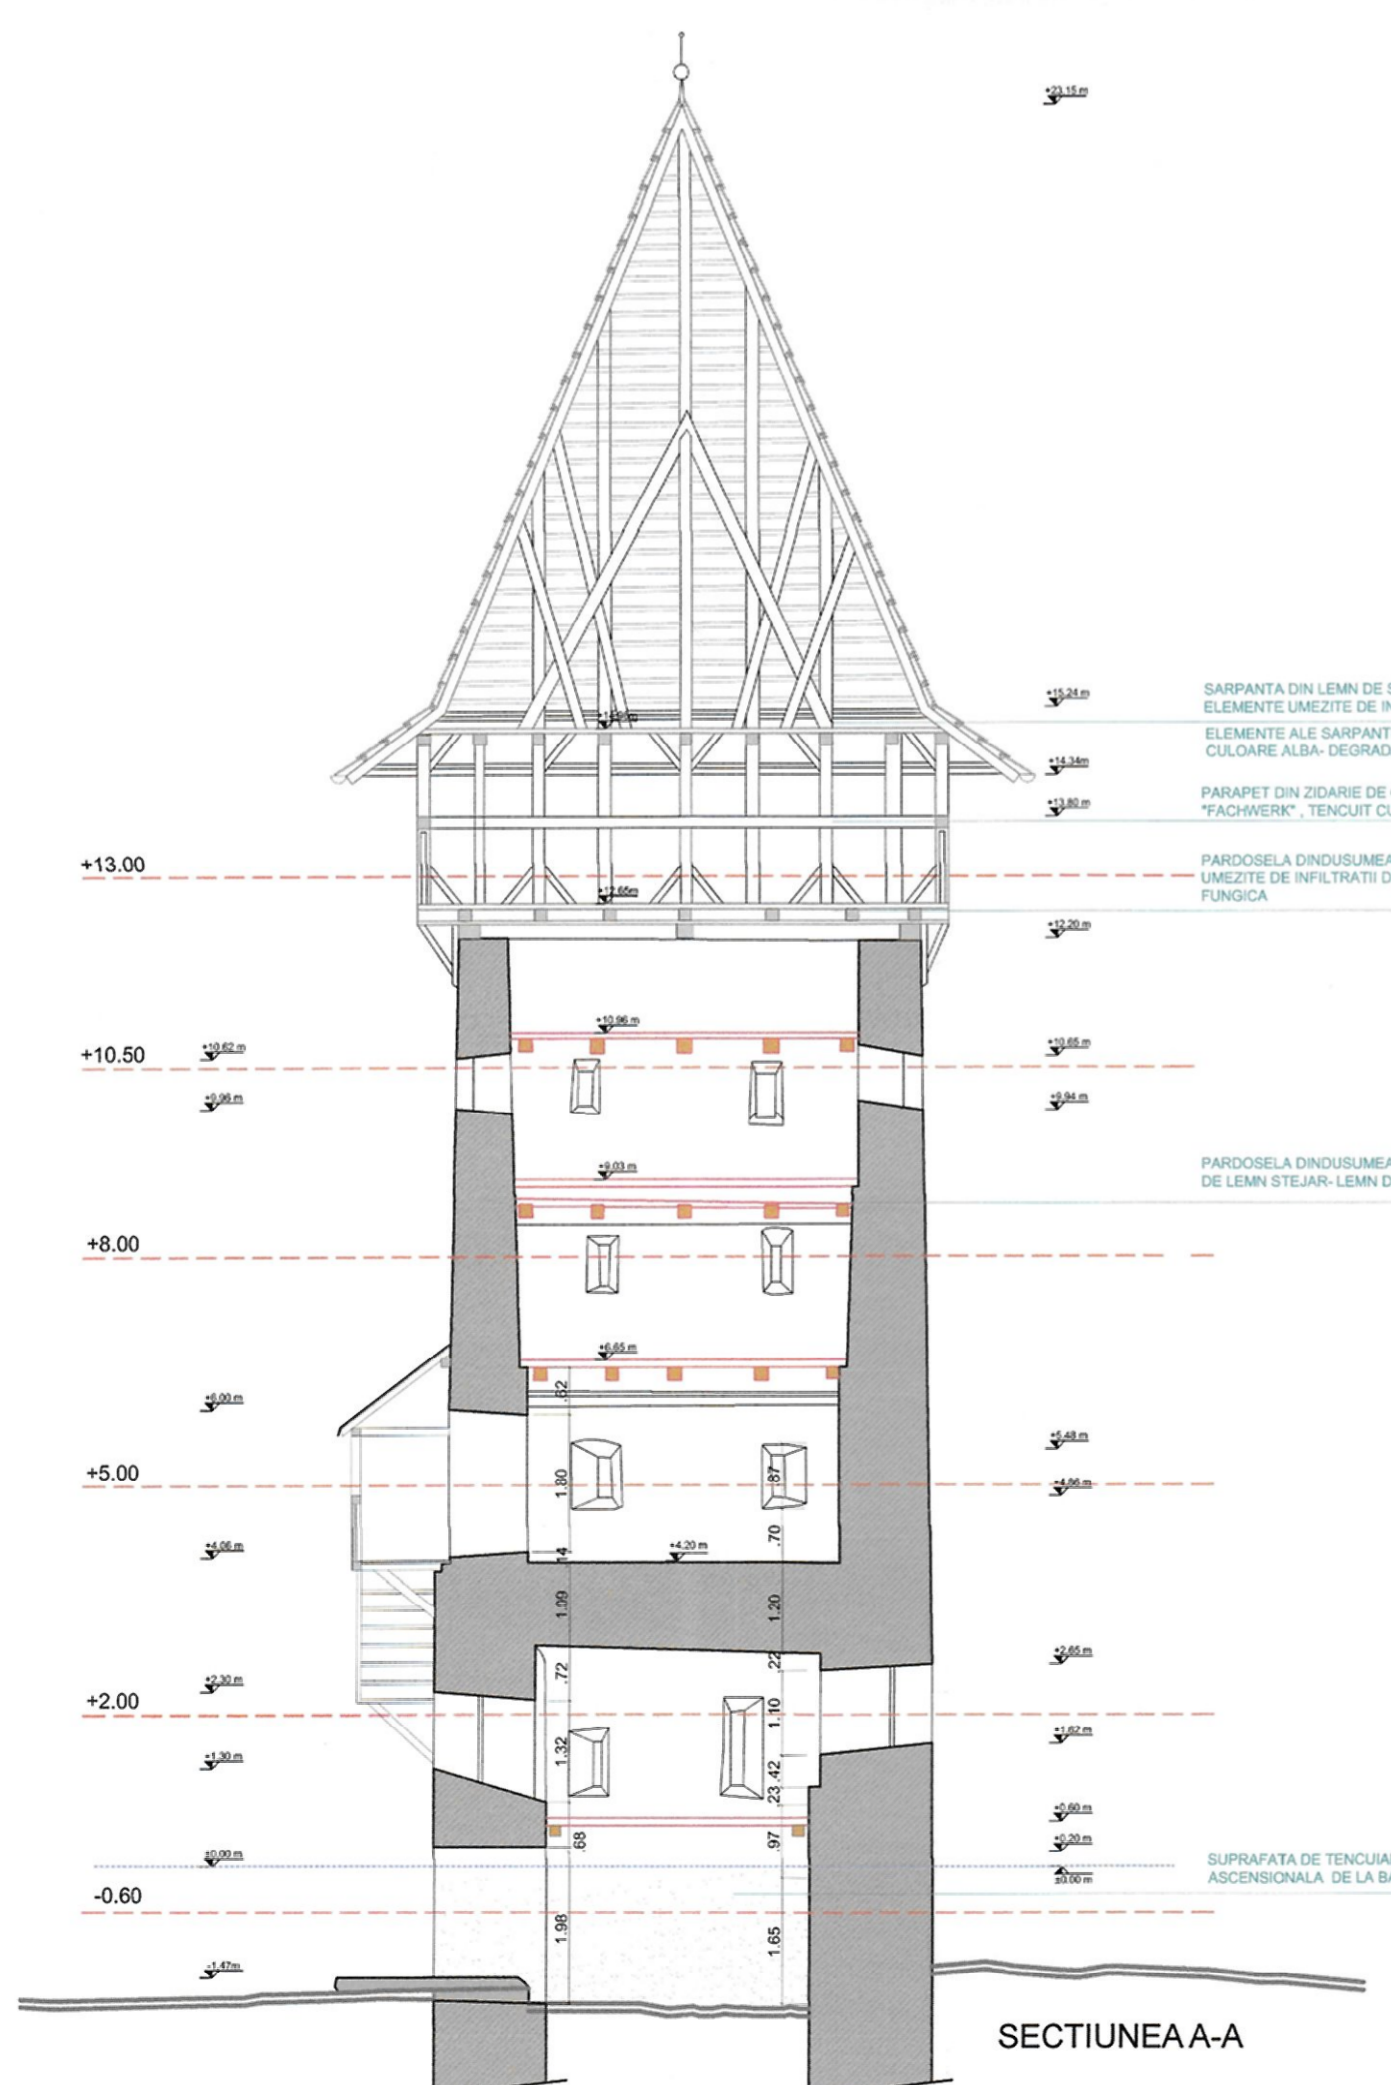 +23.15 m
+15.24 m
SARPANTA DIN LEMN DE S
ELEMENTE UMEZITE DE IN
ELEMENTE ALE SARPANT
CULOARE ALBA- DEGRAD
+14.34m
+13.80 m
PARAPET DIN ZIDARIE DE
"FACHWERK" , TENCUIT CU
+13.00
PARDOSELA DINDUSUMEA
UMEZITE DE INFILTRATII D
FUNGICA
+12.65m
+12.20 m
+10.96 m
+10.50
+10.62 m
+10.65 m
+9.96 m
+9.94 m
+9.03 m
PARDOSELA DINDUSUMEA
DE LEMN STEJAR- LEMN D
+8.00
+6.65 m
.62
+6.00 m
+5.48 m
+5.00
1.80
.87
+4.86 m
.70
+4.06 m
14
+4.20 m
1.09
1.20
+2.65 m
.22
.72
+2.30 m
+2.00
1.10
+1.62 m
1.32
+1.30 m
.42
.23
+0.60 m
.68
.97
+0.20 m
±0.00 m
±0.00 m
SUPRAFATA DE TENCUIA
ASCENSIONALA DE LA BA
-0.60
1.98
1.65
-1.47m
SECTIUNEA A-A